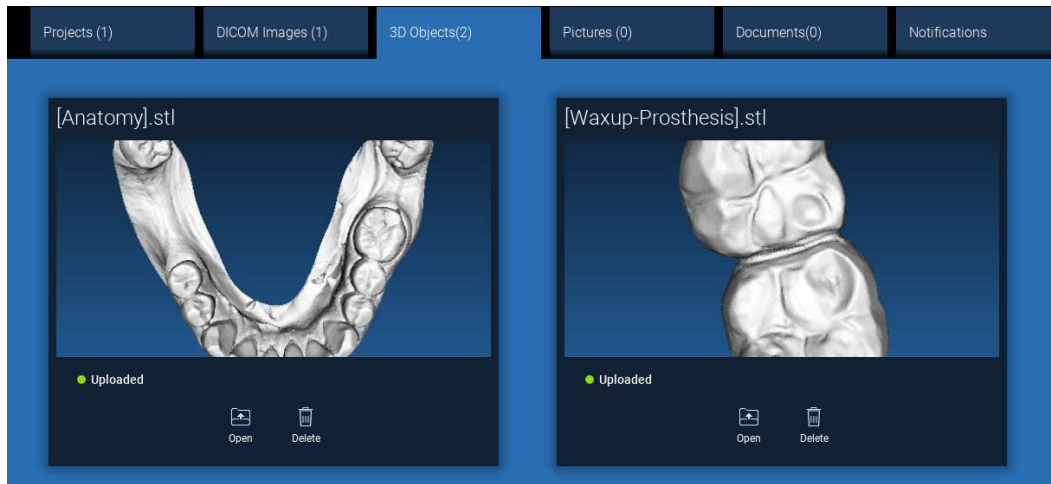 Projects (1)
DICOM Images (1)
3D Objects(2)
Pictures (0)
Documents(0)
Notifications
[Anatomy].stl
Uploaded
Open
Delete
[Waxup-Prosthesis].stl
Uploaded
Open
Delete